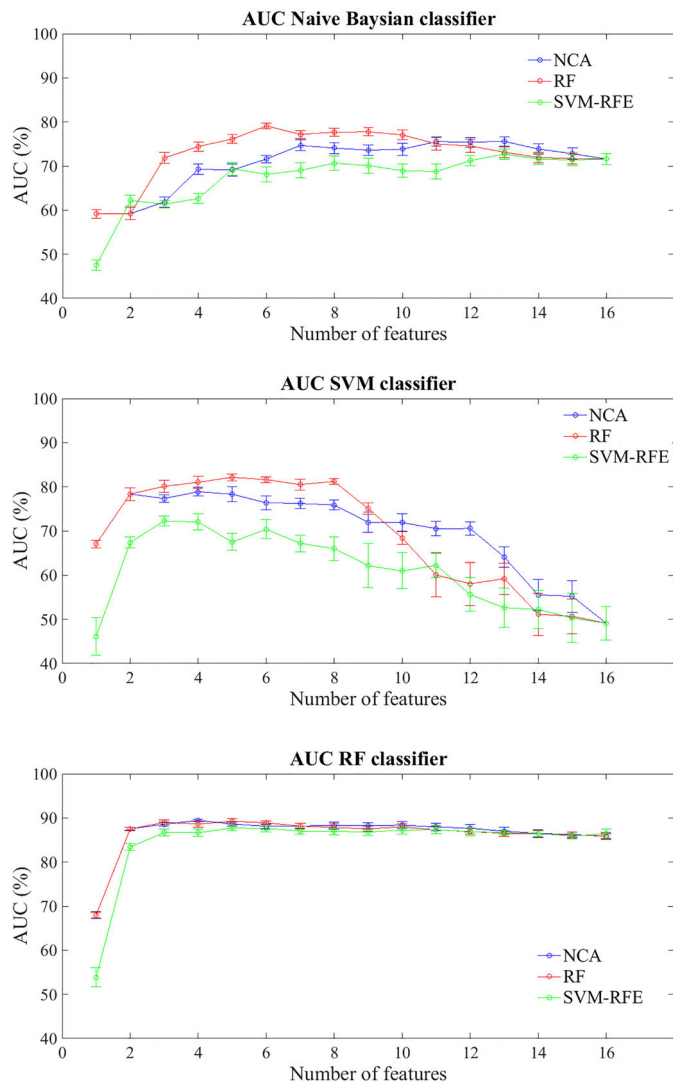 AUC Naive Baysian classifier
100
90
80
70
60
50
40
AUC (%)
NCA
RF
SVM-RFE
0 2 4 6 8 10 12 14 16
Number of features
AUC SVM classifier
100
90
80
70
60
50
40
AUC (%)
NCA
RF
SVM-RFE
0 2 4 6 8 10 12 14 16
Number of features
AUC RF classifier
100
90
80
70
60
50
40
AUC (%)
NCA
RF
SVM-RFE
0 2 4 6 8 10 12 14 16
Number of features